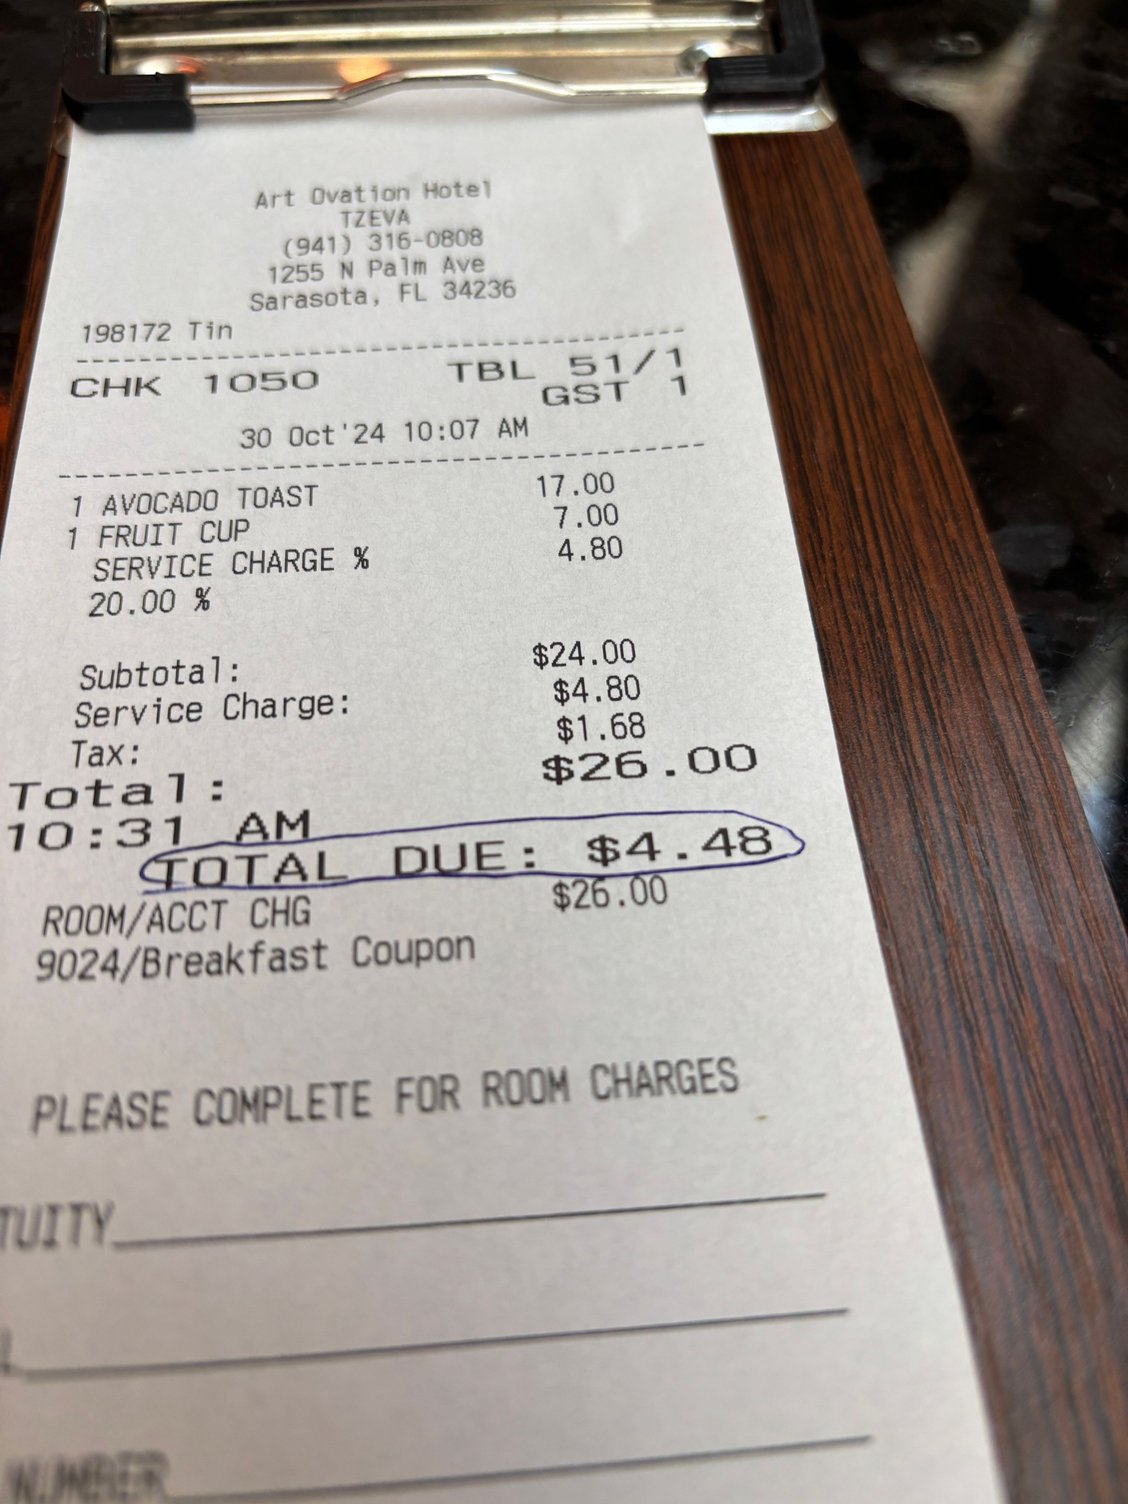 Art Ovation Hotel
TZEVA
(941) 316-0808
1255 N Palm Ave
Sarasota, FL 34236
198172 Tin
CHK 1050 TBL 51/1
GST 1
30 Oct'24 10:07 AM
1 AVOCADO TOAST 17.00
1 FRUIT CUP 7.00
SERVICE CHARGE % 4.80
20.00 %
Subtotal: $24.00
Service Charge: $4.80
Tax: $1.68
Total: $26.00
10:31 AM
TOTAL DUE: $4.48
ROOM/ACCT CHG $26.00
9024/Breakfast Coupon
PLEASE COMPLETE FOR ROOM CHARGES
TUITY
NUMBER